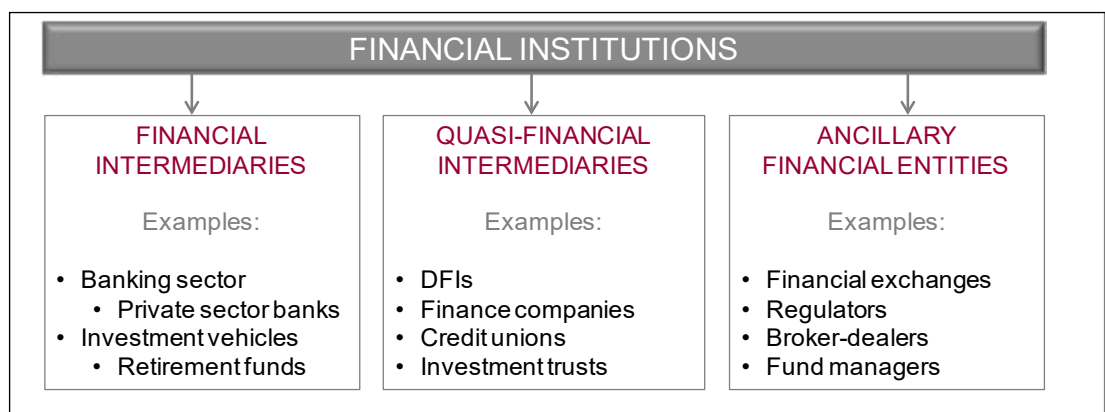 FINANCIAL INSTITUTIONS
FINANCIAL
INTERMEDIARIES
Examples:
• Banking sector
• Private sector banks
• Investment vehicles
• Retirement funds
QUASI-FINANCIAL
INTERMEDIARIES
Examples:
• DFIs
• Finance companies
• Credit unions
• Investment trusts
ANCILLARY
FINANCIAL ENTITIES
Examples:
• Financial exchanges
• Regulators
• Broker-dealers
• Fund managers